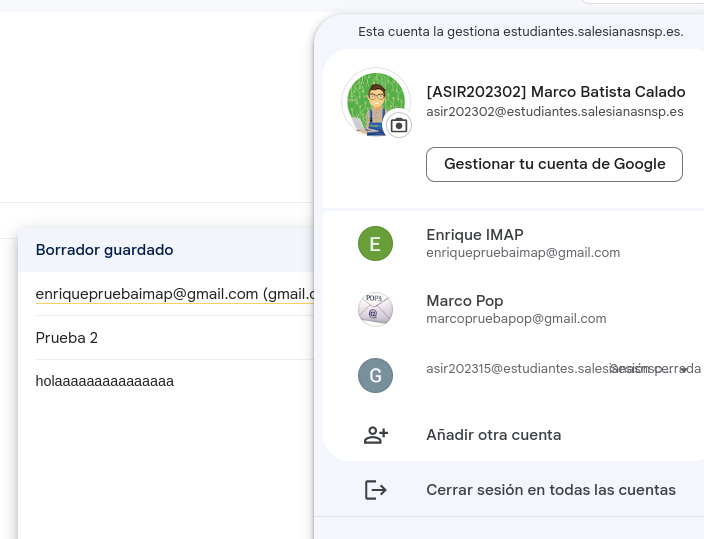 Esta cuenta la gestiona estudiantes.salesianasnsp.es.
[ASIR202302] Marco Batista Calado
asir202302@estudiantes.salesianasnsp.es
Gestionar tu cuenta de Google
E
Enrique IMAP
enriquepruebaimap@gmail.com
POP3
@
Marco Pop
marcopruebapop@gmail.com
G
asir202315@estudiantes.salesianasnsp... Sesión cerrada
Añadir otra cuenta
Cerrar sesión en todas las cuentas
Borrador guardado
enriquepruebaimap@gmail.com (gmail.c
Prueba 2
holaaaaaaaaaaaaaaa